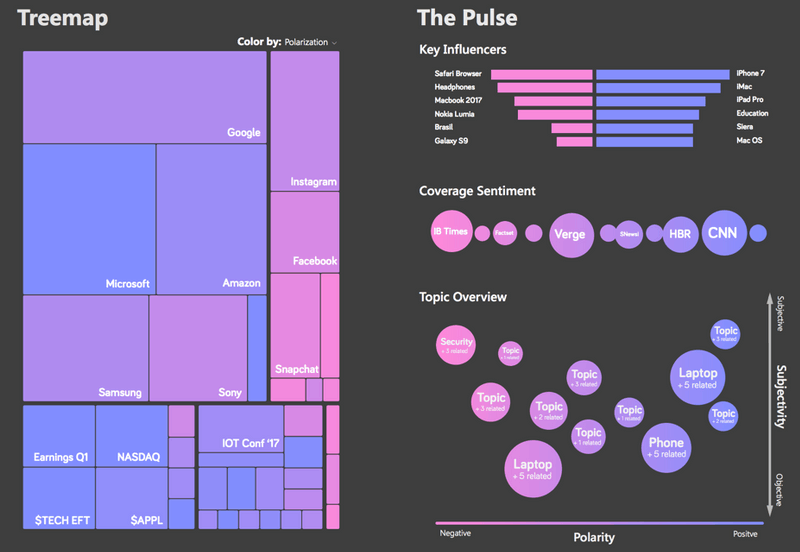 Treemap
Color by: Polarization
Google
Instagram
Microsoft
Amazon
Facebook
Samsung
Sony
Snapchat
Earnings Q1
NASDAQ
IOT Conf '17
$TECH EFT
$APPL
The Pulse
Key Influencers
Safari Browser
iPhone 7
Headphones
iMac
Macbook 2017
iPad Pro
Nokia Lumia
Education
Brasil
Siera
Galaxy S9
Mac OS
Coverage Sentiment
IB Times
Factset
Verge
SNewsl
HBR
CNN
Topic Overview
Subjective
Security
+ 3 related
Topic
Topic
+ 3 related
Topic
+ 3 related
Laptop
+ 5 related
Topic
+ 3 related
Topic
+ 2 related
Topic
+ 1 related
Topic
+ 2 related
Topic
+ 1 related
Phone
+ 5 related
Laptop
+ 5 related
Subjectivity
Objective
Negative
Polarity
Positve